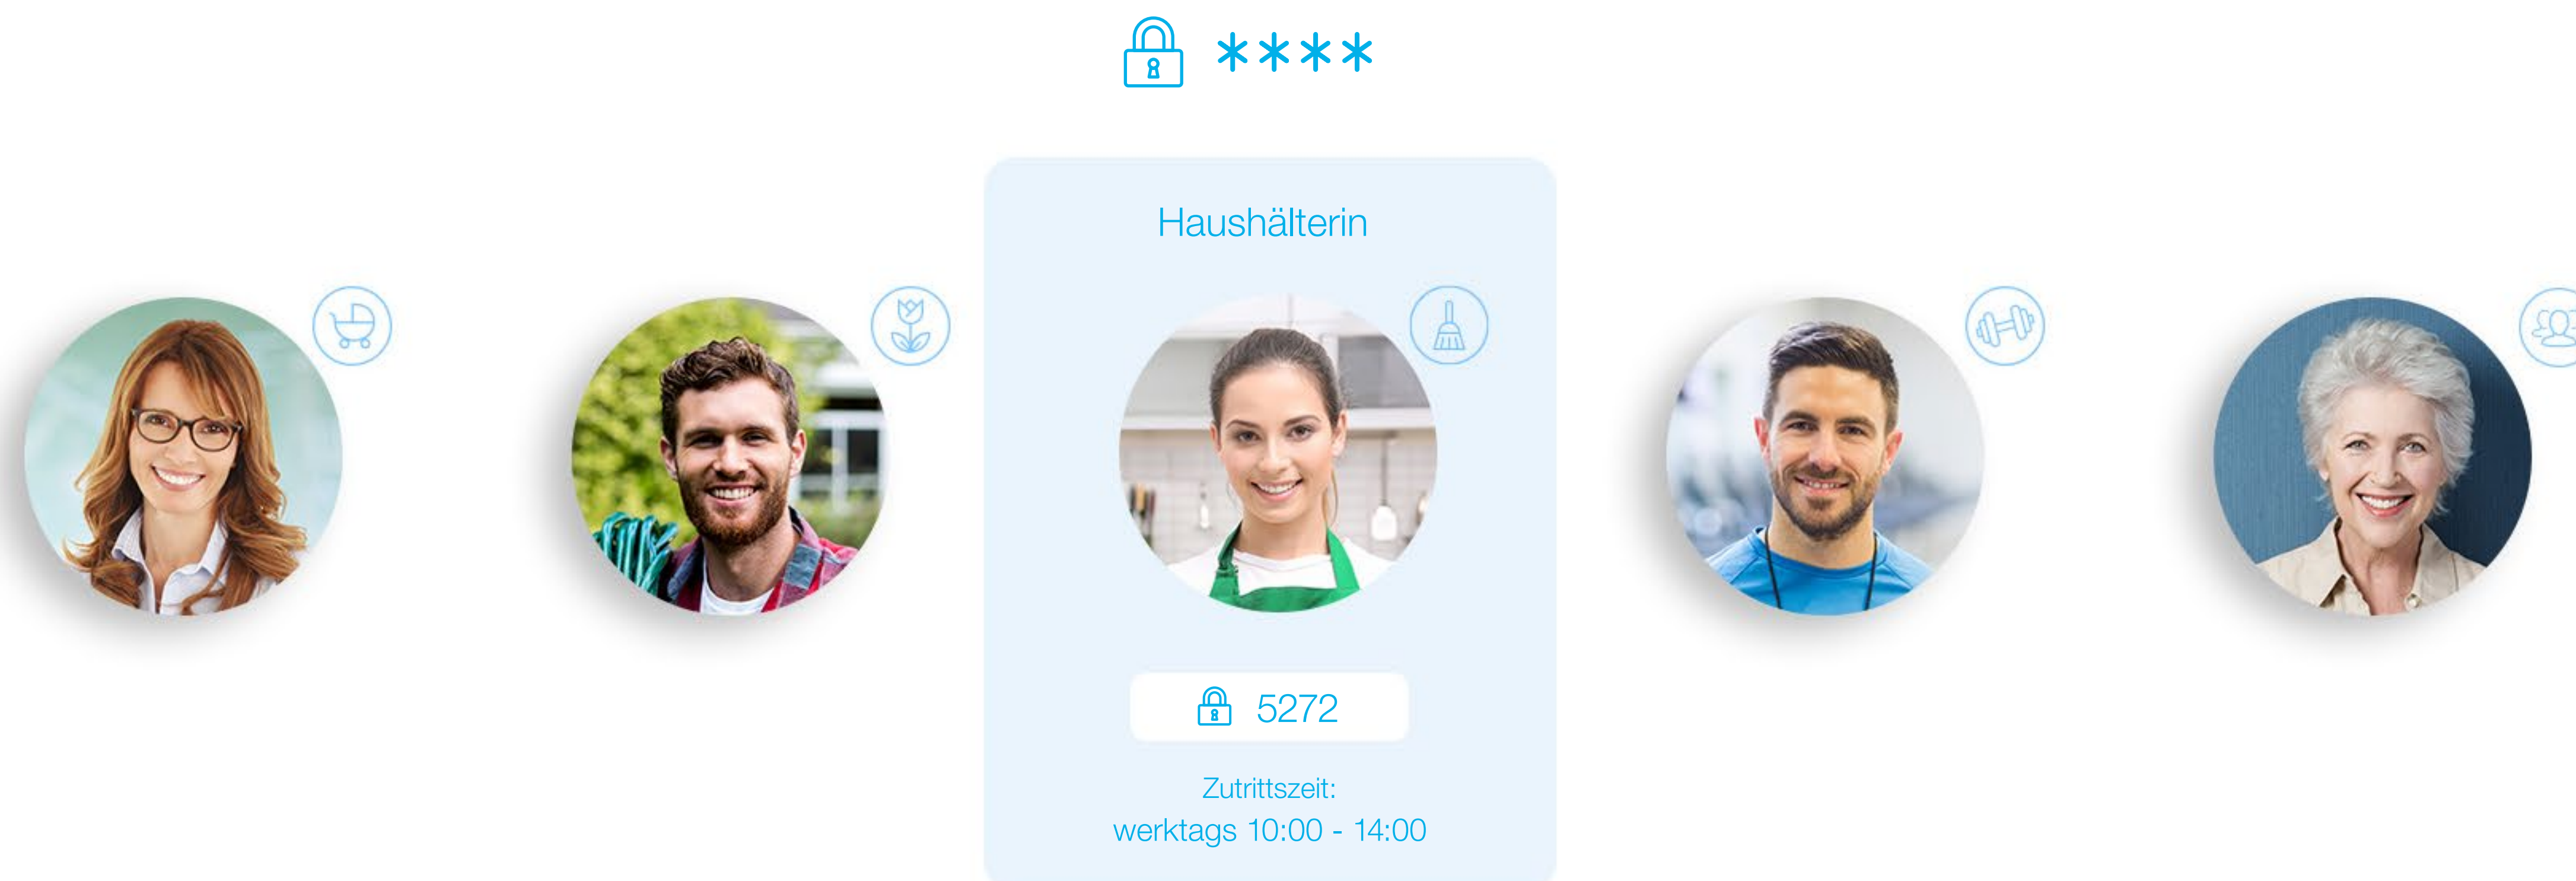 ****
Haushälterin
5272
Zutrittszeit:
werktags 10:00 - 14:00